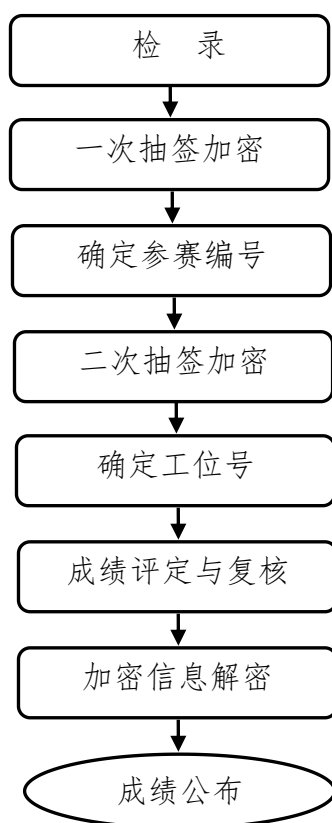 检 录
一次抽签加密
确定参赛编号
二次抽签加密
确定工位号
成绩评定与复核
加密信息解密
成绩公布